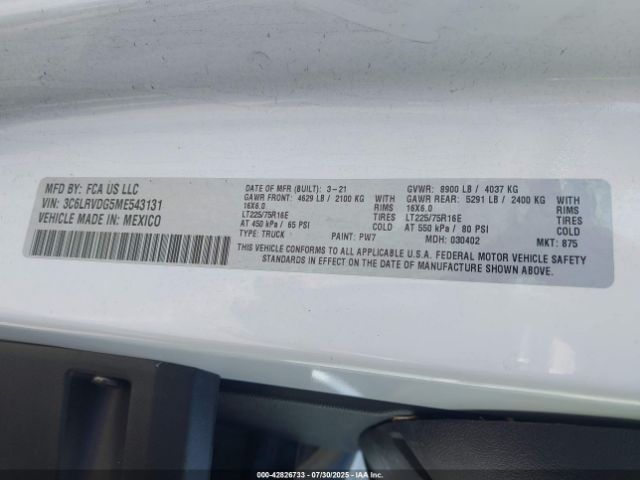 MFD BY: FCA US LLC
VIN: 3C6LRVDG5ME543131
VEHICLE MADE IN MEXICO
DATE OF MFR (BUILT): 3-21
GAWR FRONT: 4629 LB / 2100 KG WITH
16X6.0 RIMS
LT225/75R16E TIRES
AT 450 kPa / 65 PSI COLD
TYPE: TRUCK PAINT: PW7
GVWR: 8900 LB / 4037 KG
GAWR REAR: 5291 LB / 2400 KG WITH
16X6.0 RIMS
LT225/75R16E TIRES
AT 550 kPa / 80 PSI COLD
MDH: 030402 MKT: 875
THIS VEHICLE CONFORMS TO ALL APPLICABLE U.S.A. FEDERAL MOTOR VEHICLE SAFETY
STANDARDS IN EFFECT ON THE DATE OF MANUFACTURE SHOWN ABOVE.
000-42826733 - 07/30/2025 - IAAI.com